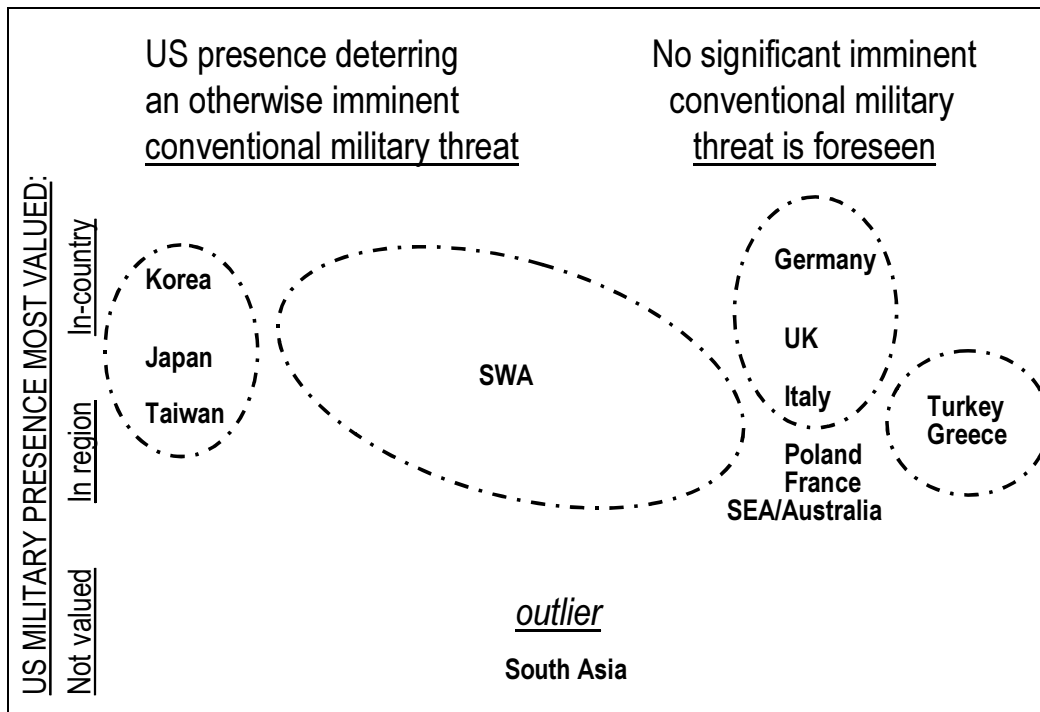 US presence deterring
an otherwise imminent
conventional military threat
No significant imminent
conventional military
threat is foreseen
US MILITARY PRESENCE MOST VALUED:
In-country
In region
Not valued
Korea
Japan
Taiwan
SWA
Germany
UK
Italy
Turkey
Greece
Poland
France
SEA/Australia
outlier
South Asia